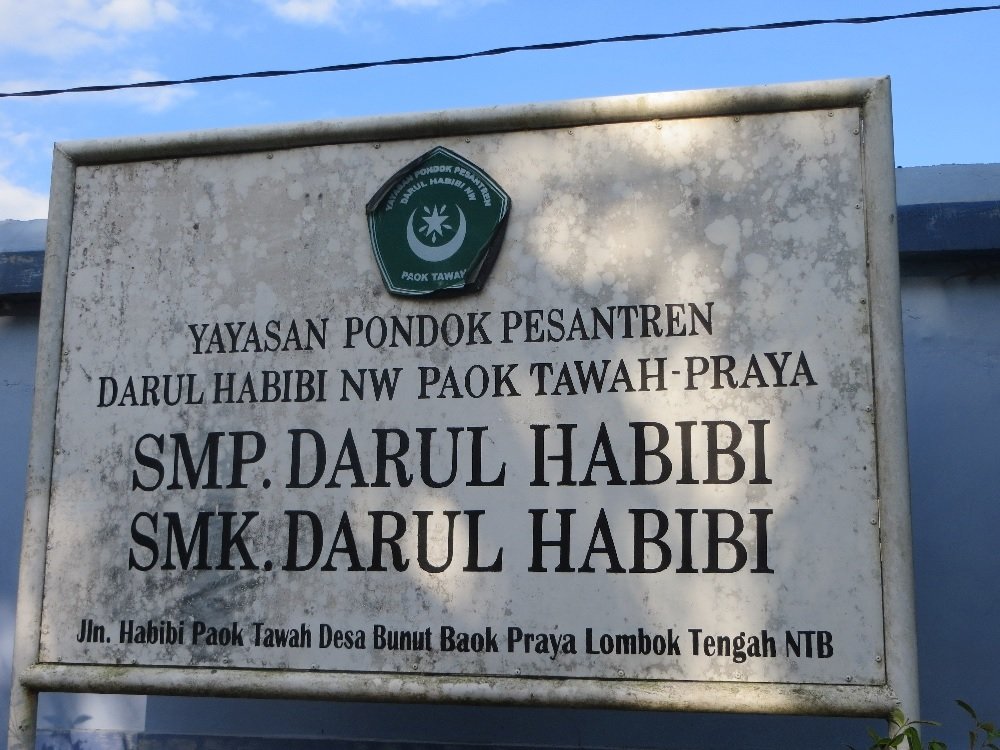 YAYASAN PONDOK PESANTREN
DARUL HABIBI NW
PAOK TAWAH
YAYASAN PONDOK PESANTREN
DARUL HABIBI NW PAOK TAWAH-PRAYA
SMP. DARUL HABIBI
SMK. DARUL HABIBI
Jln. Habibi Paok Tawah Desa Bunut Baok Praya Lombok Tengah NTB